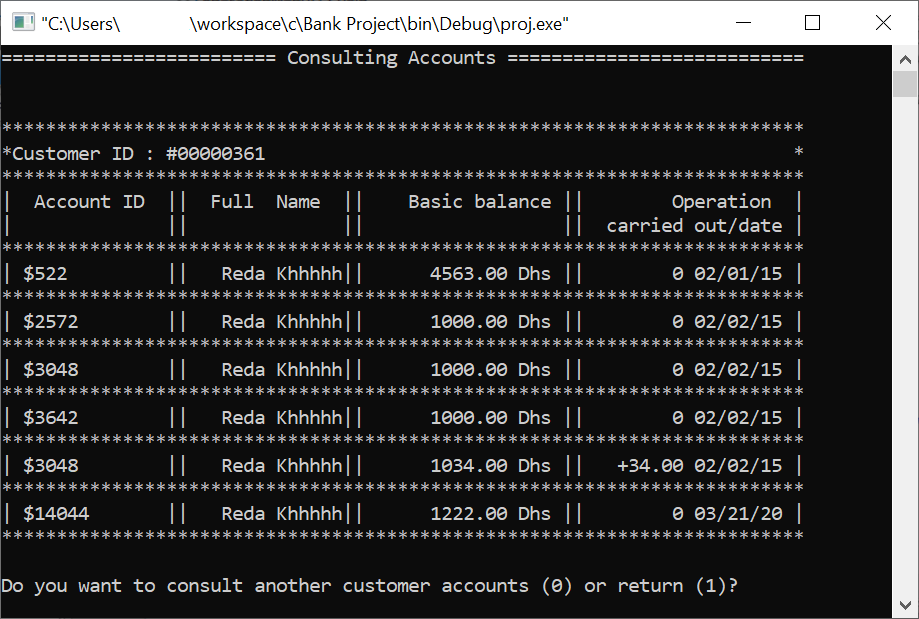 "C:\Users\ \workspace\c\Bank Project\bin\Debug\proj.exe"
========================= Consulting Accounts ===========================
*************************************************************************
*Customer ID : #00000361 *
*************************************************************************
| Account ID || Full Name || Basic balance || Operation |
| || || || carried out/date |
*************************************************************************
| $522 || Reda Khhhhh|| 4563.00 Dhs || 0 02/01/15 |
*************************************************************************
| $2572 || Reda Khhhhh|| 1000.00 Dhs || 0 02/02/15 |
*************************************************************************
| $3048 || Reda Khhhhh|| 1000.00 Dhs || 0 02/02/15 |
*************************************************************************
| $3642 || Reda Khhhhh|| 1000.00 Dhs || 0 02/02/15 |
*************************************************************************
| $3048 || Reda Khhhhh|| 1034.00 Dhs || +34.00 02/02/15 |
*************************************************************************
| $14044 || Reda Khhhhh|| 1222.00 Dhs || 0 03/21/20 |
*************************************************************************
Do you want to consult another customer accounts (0) or return (1)?